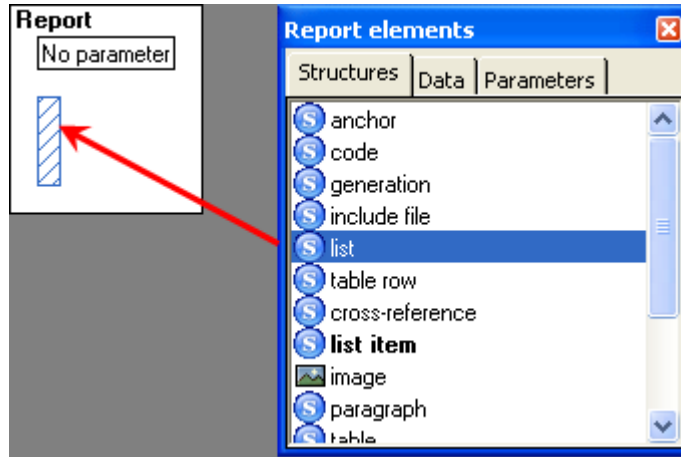 Report
No parameter
Report elements
Structures
Data
Parameters
anchor
code
generation
include file
list
table row
cross-reference
list item
image
paragraph
table